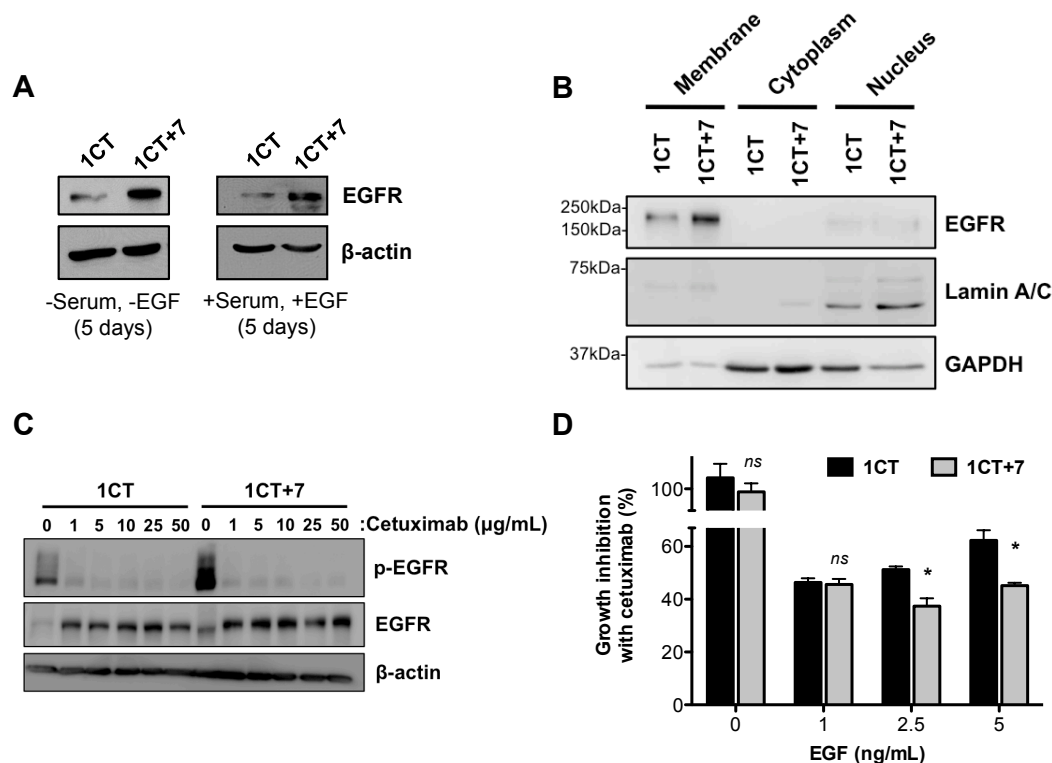 A
1CT 1CT+7 1CT 1CT+7
EGFR
β-actin
-Serum, -EGF
(5 days)
+Serum, +EGF
(5 days)
B
Membrane Cytoplasm Nucleus
1CT 1CT+7 1CT 1CT+7 1CT 1CT+7
250kDa
150kDa
EGFR
75kDa
Lamin A/C
37kDa
GAPDH
C
1CT 1CT+7
0 1 5 10 25 50 0 1 5 10 25 50 :Cetuximab (µg/mL)
p-EGFR
EGFR
β-actin
D
1CT 1CT+7
Growth inhibition
with cetuximab (%)
100
60
40
20
0
ns
ns
*
*
0 1 2.5 5
EGF (ng/mL)